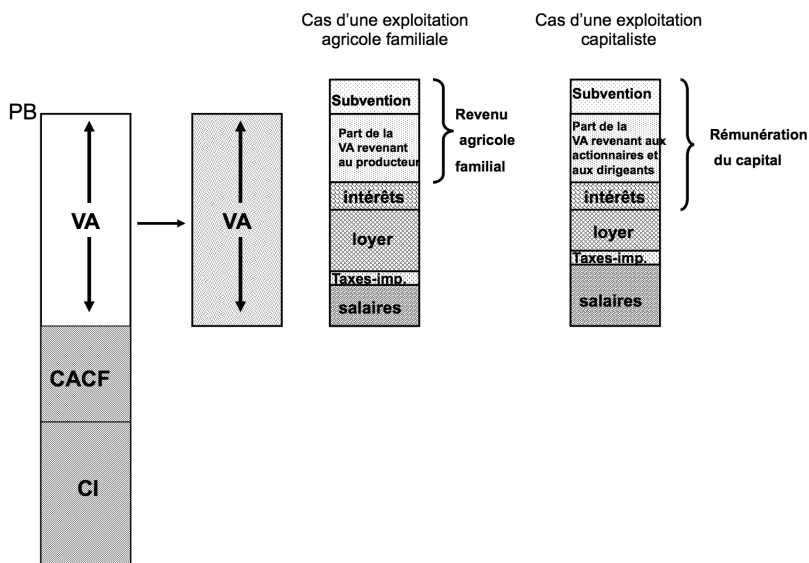 Cas d'une exploitation
agricole familiale
Cas d'une exploitation
capitaliste
PB
VA
CACF
CI
VA
Subvention
Part de la
VA revenant
au producteur
intérêts
loyer
Taxes-imp.
salaires
Revenu
agricole
familial
Subvention
Part de la
VA revenant aux
actionnaires et
aux dirigeants
intérêts
loyer
Taxes-imp.
salaires
Rémunération
du capital